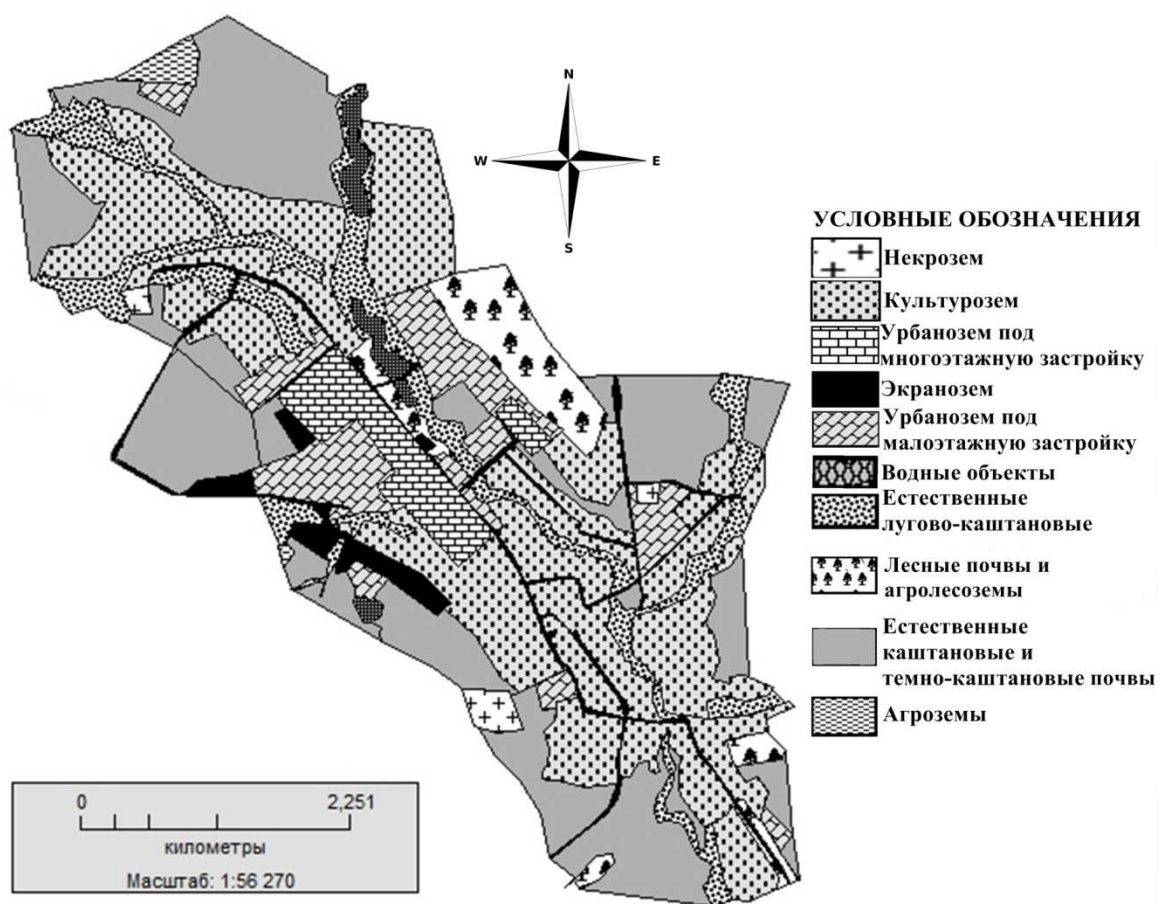 N
W
E
S
УСЛОВНЫЕ ОБОЗНАЧЕНИЯ
Некрозем
Культурозем
Урбанозем под
многоэтажную застройку
Экранозем
Урбанозем под
малоэтажную застройку
Водные объекты
Естественные
лугово-каштановые
Лесные почвы и
агролесоземы
Естественные
каштановые и
темно-каштановые почвы
Агроземы
0 2,251
километры
Масштаб: 1:56 270